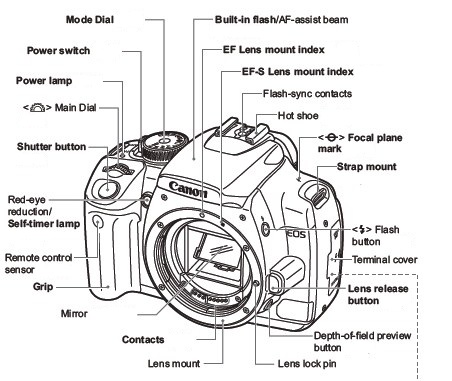 Mode Dial
Built-in flash/AF-assist beam
Power switch
EF Lens mount index
EF-S Lens mount index
Power lamp
Flash-sync contacts
< > Main Dial
Hot shoe
Shutter button
< > Focal plane
mark
Strap mount
Canon
Red-eye
reduction/
Self-timer lamp
EOS
< > Flash
button
Remote control
sensor
Terminal cover
Grip
Lens release
button
Mirror
Contacts
Depth-of-field preview
button
Lens mount
Lens lock pin